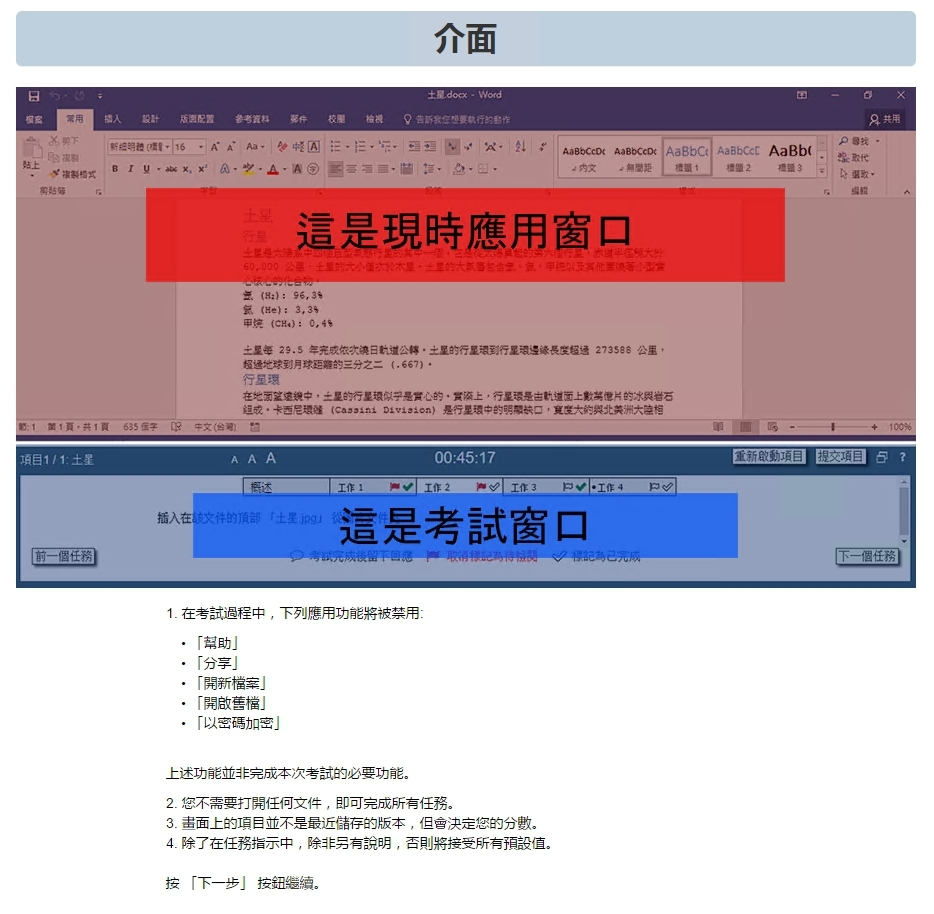 介面
土星.docx - Word
檔案 常用 插入 設計 版面配置 參考資料 郵件 校閱 檢視 告訴我您想要執行的動作 共用
貼上 剪下 複製 複製格式
新細明體 (標題 16
AaBbCcDc AaBbCcDc AaBbC AaBbCcD AaBb(
內文 無間距 標題 1 標題 2 標題 3
尋找 取代 選取
剪貼簿 字型 段落 樣式 編輯
土星
這是現時應用窗口
行星
60,000 公里，土星的大小僅次於木星。土星的大氣層包含氫、氦、甲烷以及其他圍繞著小型實
心核心的化合物。
氫 (H₂): 96,3%
氦 (He): 3,3%
甲烷 (CH₄): 0,4%
土星每 29.5 年完成依次繞日軌道公轉。土星的行星環到行星環邊緣長度超過 273588 公里，
超過地球到月球距離的三分之二 (.667)。
行星環
在地面望遠鏡中，土星的行星環似乎是實心的。實際上，行星環是由軌道面上數萬億片的冰與岩石
組成。卡西尼環縫 (Cassini Division) 是行星環中的明顯缺口，寬度大約與北美洲大陸相
節: 1 第 1 頁，共 1 頁 635 個字 中文 (台灣) 100%
項目1 / 1: 土星 A A A 00:45:17 重新啟動項目 提交項目 ?
概述 工作 1 工作 2 工作 3 工作 4
插入在該文件的頂部 「土星.jpg」
這是考試窗口
前一個任務 考試完成後留下回應 取消標記為待檢閱 標記為已完成 下一個任務
1. 在考試過程中，下列應用功能將被禁用:
• 「幫助」
• 「分享」
• 「開新檔案」
• 「開啟舊檔」
• 「以密碼加密」
上述功能並非完成本次考試的必要功能。
2. 您不需要打開任何文件，即可完成所有任務。
3. 畫面上的項目並不是最近儲存的版本，但會決定您的分數。
4. 除了在任務指示中，除非另有說明，否則將接受所有預設值。
按 「下一步」 按鈕繼續。